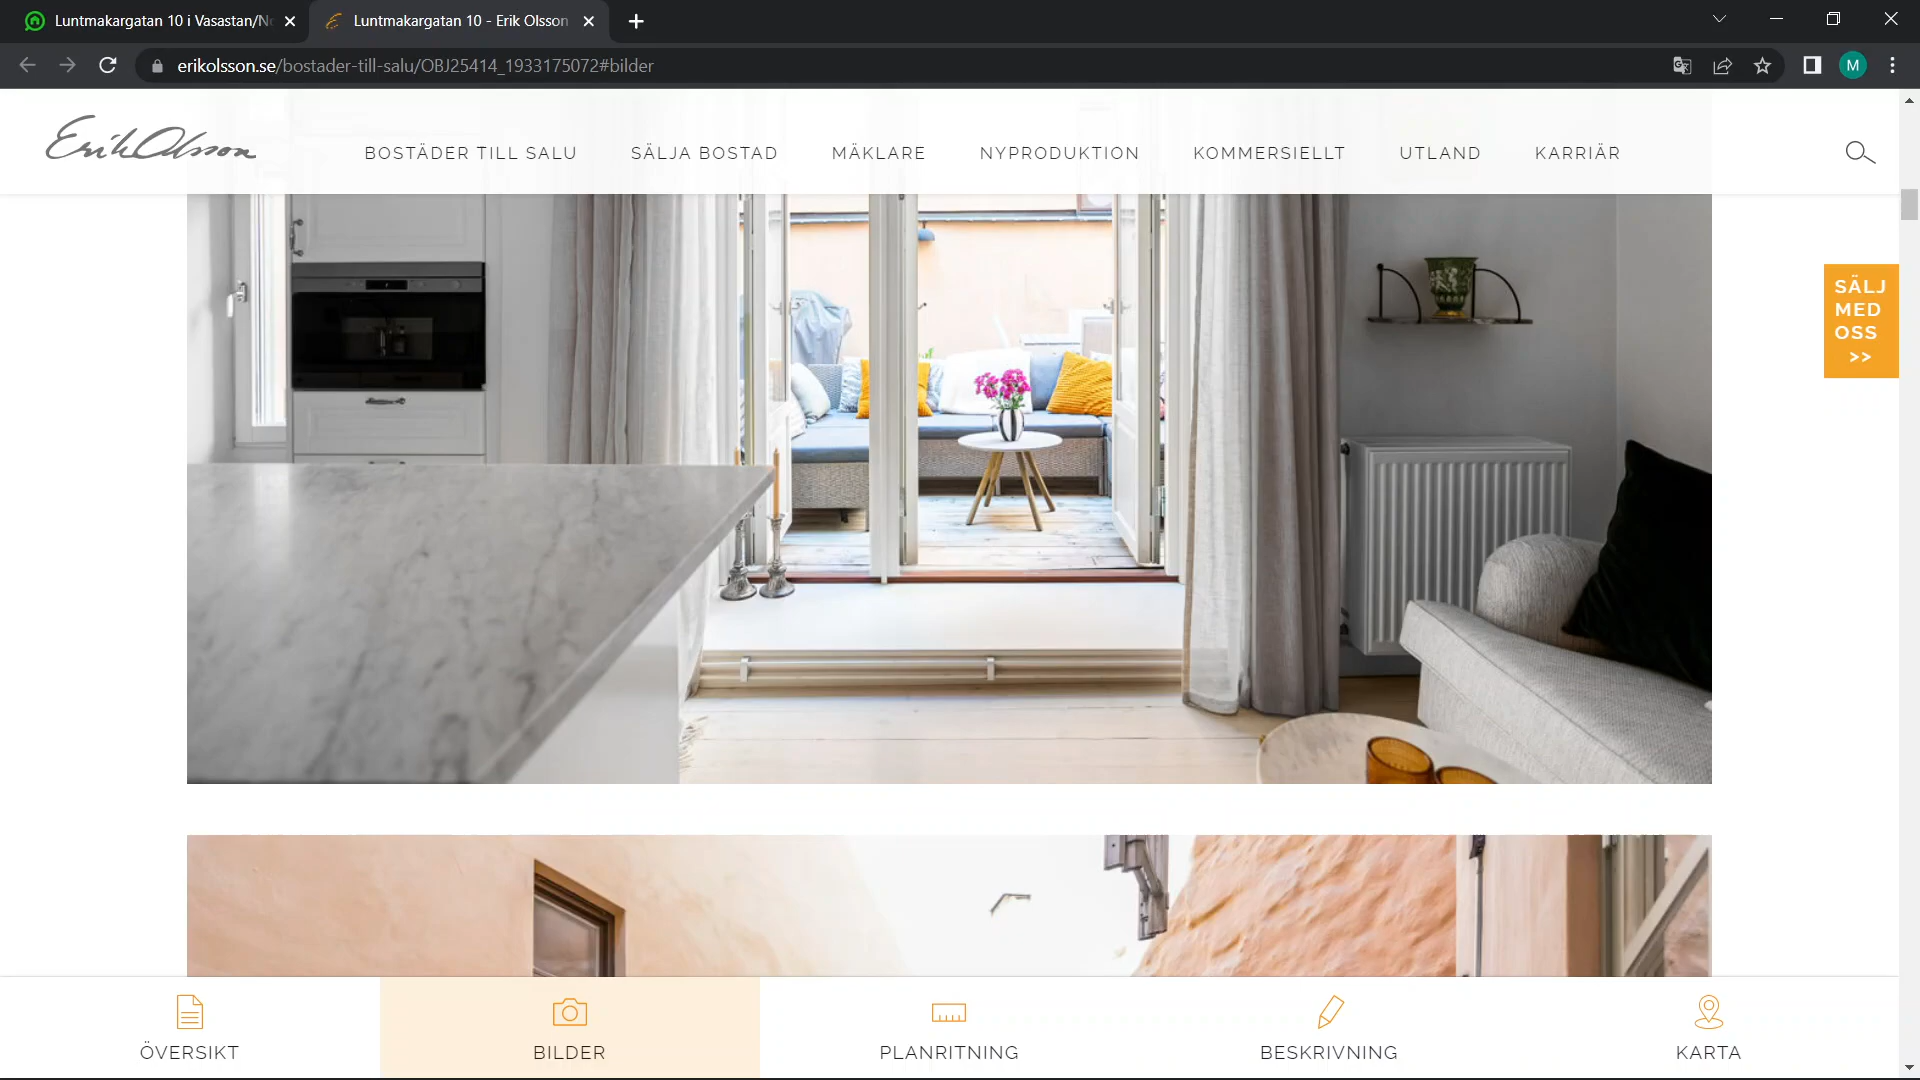 Luntmakargatan 10 i Vasastan/No
Luntmakargatan 10 - Erik Olsson
erikolsson.se/bostader-till-salu/OBJ25414_1933175072#bilder
M
Erik Olsson
BOSTÄDER TILL SALU
SÄLJA BOSTAD
MÄKLARE
NYPRODUKTION
KOMMERSIELLT
UTLAND
KARRIÄR
SÄLJ
MED
OSS
>>
ÖVERSIKT
BILDER
PLANRITNING
BESKRIVNING
KARTA